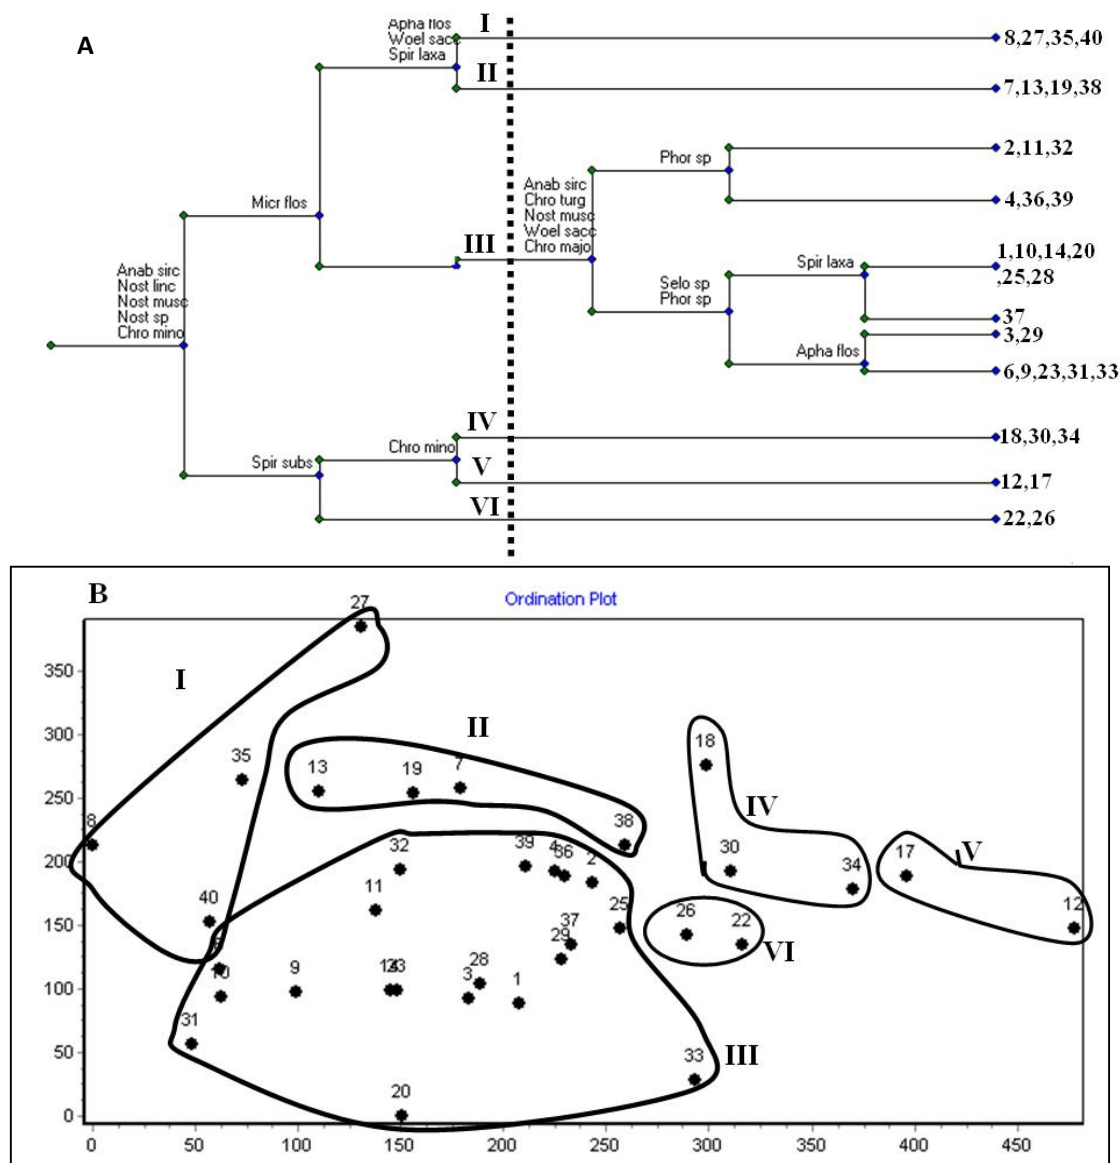 A
Apha flos
Woel sacc
Spir laxa
I
8,27,35,40
II
7,13,19,38
Micr flos
Anab sirc
Nost linc
Nost musc
Nost sp
Chro mino
III
Anab sirc
Chro turg
Nost musc
Woel sacc
Chro majo
Phor sp
2,11,32
4,36,39
Selo sp
Phor sp
Spir laxa
1,10,14,20
,25,28
37
Apha flos
3,29
6,9,23,31,33
Spir subs
Chro mino
IV
18,30,34
V
12,17
VI
22,26
B
Ordination Plot
27
I
II
35
13
19
7
18
IV
8
38
32
39
4
36
2
30
34
17
V
12
40
11
25
26
22
VI
37
29
10
9
28
3
1
31
33
III
20
350
300
250
200
150
100
50
0
0 50 100 150 200 250 300 350 400 450